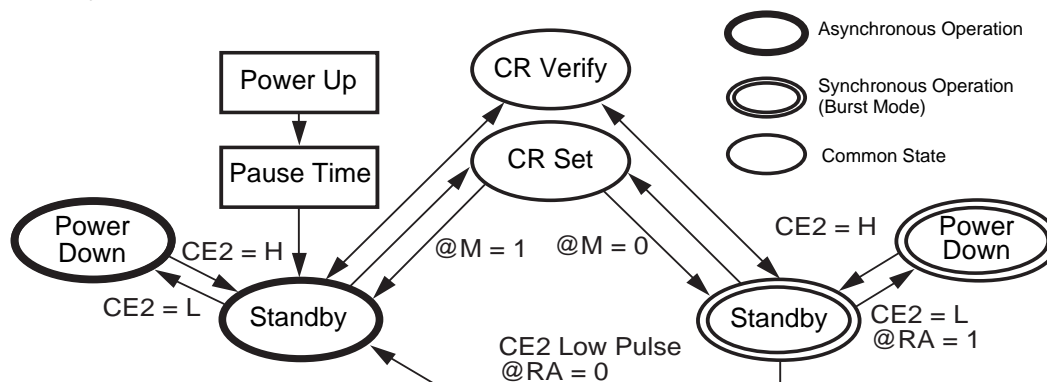 Power Up
Pause Time
CR Verify
CR Set
Asynchronous Operation
Synchronous Operation
(Burst Mode)
Common State
Power
Down
CE2 = H
CE2 = L
Standby
@M = 1
@M = 0
Standby
CE2 = H
Power
Down
CE2 = L
@RA = 1
CE2 Low Pulse
@RA = 0